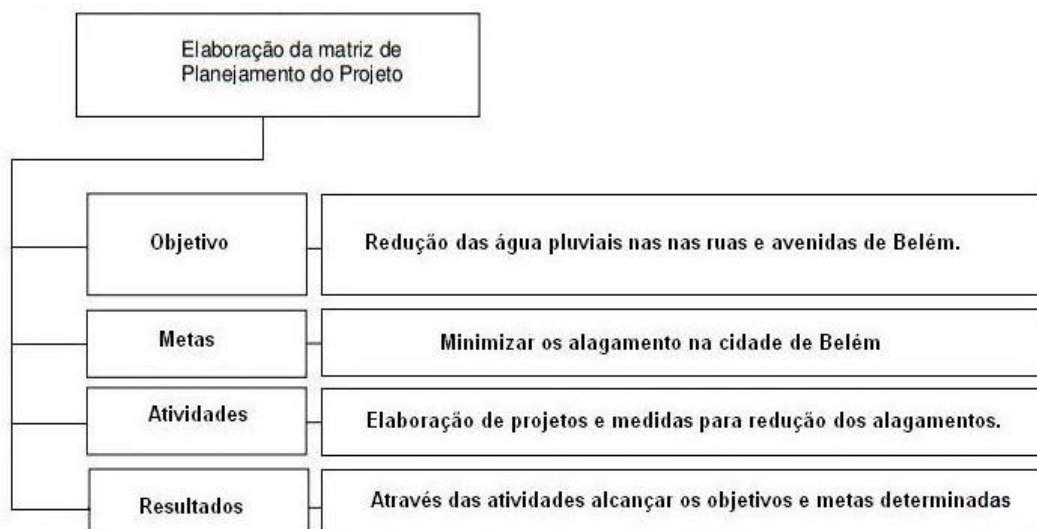 Elaboração da matriz de
Planejamento do Projeto
Objetivo
Redução das água pluviais nas nas ruas e avenidas de Belém.
Metas
Minimizar os alagamento na cidade de Belém
Atividades
Elaboração de projetos e medidas para redução dos alagamentos.
Resultados
Através das atividades alcançar os objetivos e metas determinadas